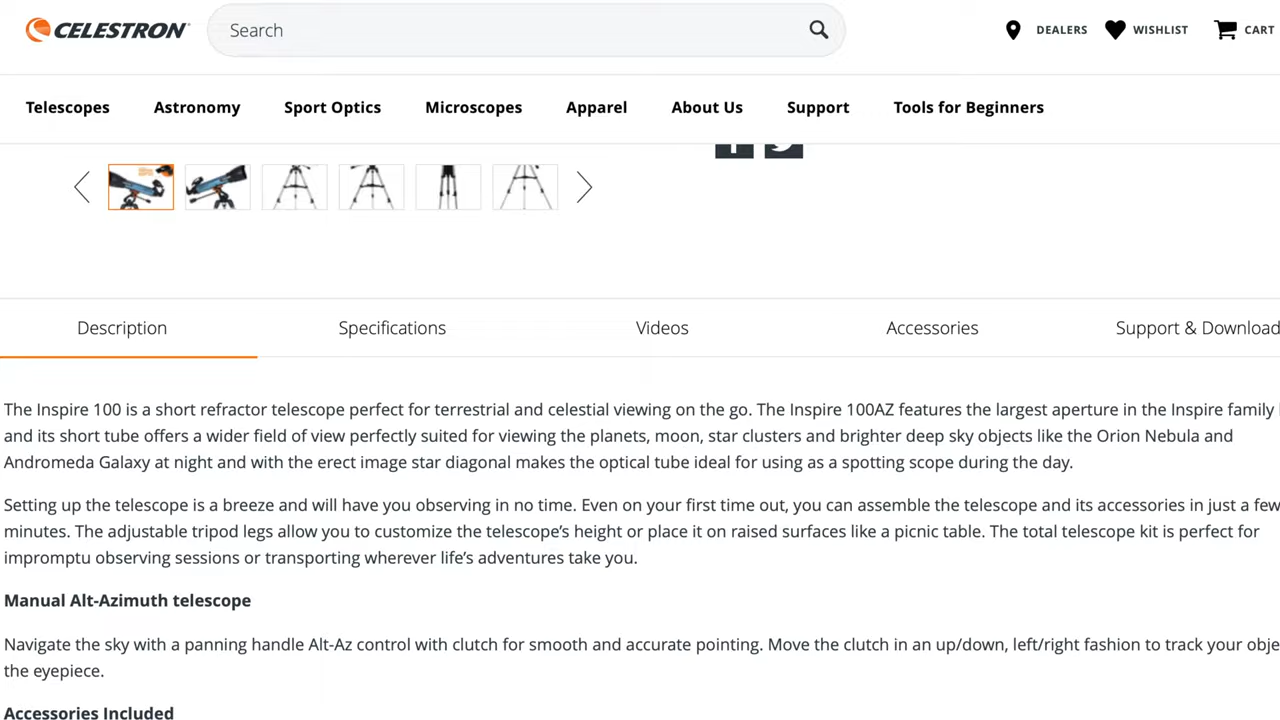 CELESTRON
Search
DEALERS
WISHLIST
CART
Telescopes
Astronomy
Sport Optics
Microscopes
Apparel
About Us
Support
Tools for Beginners
Description
Specifications
Videos
Accessories
Support & Download
The Inspire 100 is a short refractor telescope perfect for terrestrial and celestial viewing on the go. The Inspire 100AZ features the largest aperture in the Inspire family
and its short tube offers a wider field of view perfectly suited for viewing the planets, moon, star clusters and brighter deep sky objects like the Orion Nebula and
Andromeda Galaxy at night and with the erect image star diagonal makes the optical tube ideal for using as a spotting scope during the day.
Setting up the telescope is a breeze and will have you observing in no time. Even on your first time out, you can assemble the telescope and its accessories in just a few
minutes. The adjustable tripod legs allow you to customize the telescope’s height or place it on raised surfaces like a picnic table. The total telescope kit is perfect for
impromptu observing sessions or transporting wherever life’s adventures take you.
Manual Alt-Azimuth telescope
Navigate the sky with a panning handle Alt-Az control with clutch for smooth and accurate pointing. Move the clutch in an up/down, left/right fashion to track your obje
the eyepiece.
Accessories Included